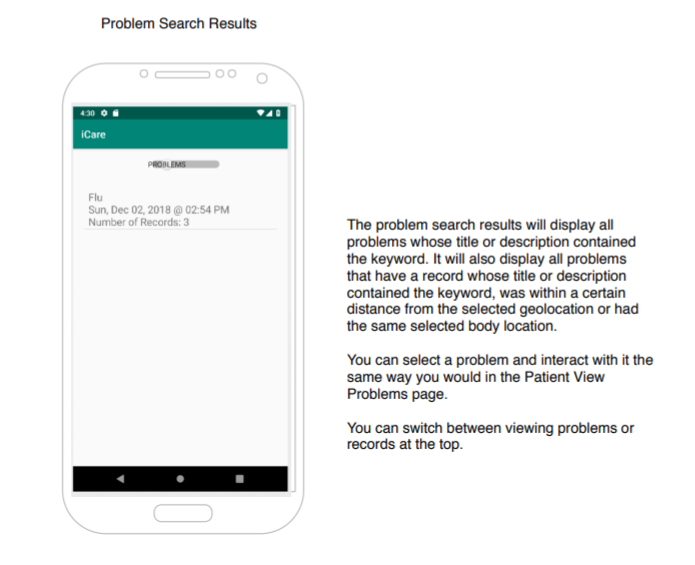 Problem Search Results
4:30
iCare
PROBLEMS
Flu
Sun, Dec 02, 2018 @ 02:54 PM
Number of Records: 3
The problem search results will display all
problems whose title or description contained
the keyword. It will also display all problems
that have a record whose title or description
contained the keyword, was within a certain
distance from the selected geolocation or had
the same selected body location.
You can select a problem and interact with it the
same way you would in the Patient View
Problems page.
You can switch between viewing problems or
records at the top.